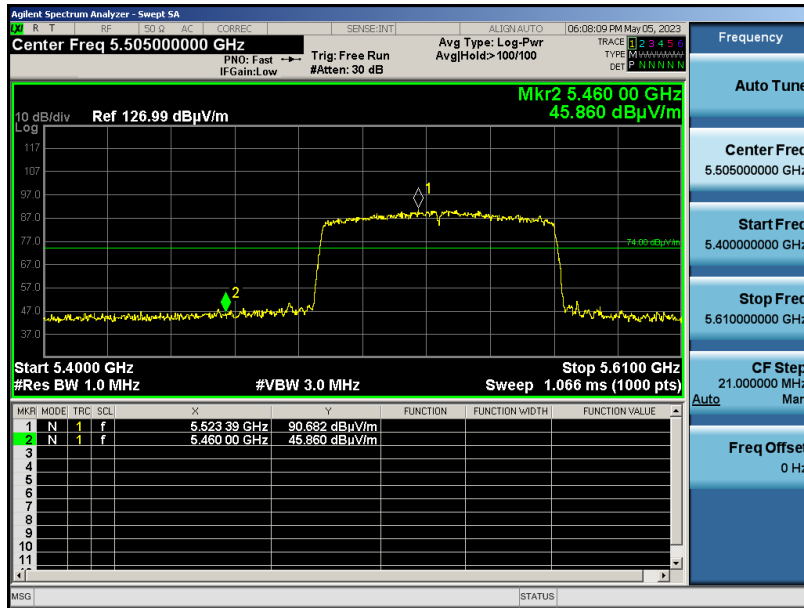 Agilent Spectrum Analyzer - Swept SA
LXI R T RF 50 Ω AC CORREC SENSE:INT ALIGN AUTO 06:08:09 PM May 05, 2023
Center Freq 5.505000000 GHz
PNO: Fast
IFGain:Low
Trig: Free Run
#Atten: 30 dB
Avg Type: Log-Pwr
Avg|Hold:>100/100
TRACE 1 2 3 4 5 6
TYPE M
DET P N N N N N
Mkr2 5.460 00 GHz
45.860 dBμV/m
10 dB/div Ref 126.99 dBμV/m
Log
117
107
97.0
87.0
77.0
67.0
57.0
47.0
37.0
1
2
74.00 dBμV/m
Start 5.4000 GHz Stop 5.6100 GHz
#Res BW 1.0 MHz #VBW 3.0 MHz Sweep 1.066 ms (1000 pts)
MKR MODE TRC SCL X Y FUNCTION FUNCTION WIDTH FUNCTION VALUE
1 N 1 f 5.523 39 GHz 90.682 dBμV/m
2 N 1 f 5.460 00 GHz 45.860 dBμV/m
3
4
5
6
7
8
9
10
11
MSG STATUS
Frequency
Auto Tune
Center Freq
5.505000000 GHz
Start Freq
5.400000000 GHz
Stop Freq
5.610000000 GHz
CF Step
21.000000 MHz
Auto Man
Freq Offset
0 Hz